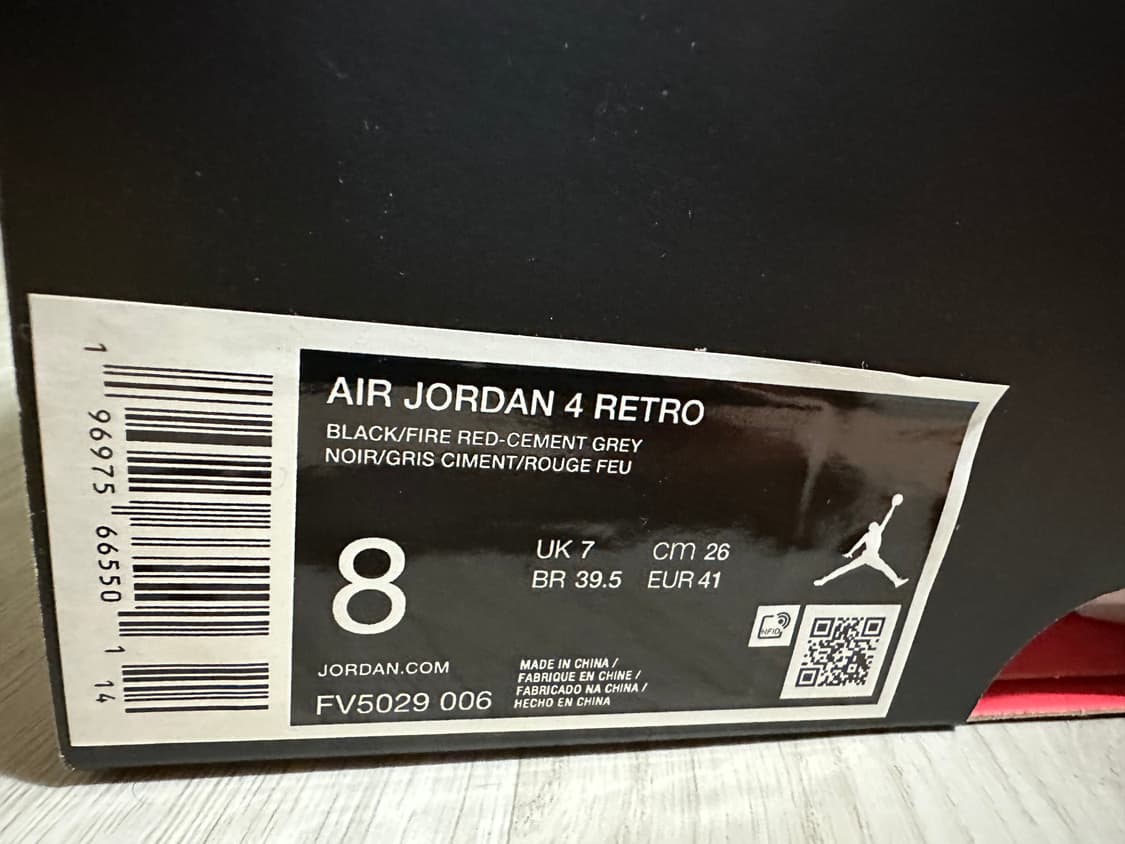 AIR JORDAN 4 RETRO
BLACK/FIRE RED-CEMENT GREY
NOIR/GRIS CIMENT/ROUGE FEU
8
UK 7 cm 26
BR 39.5 EUR 41
RFID
JORDAN.COM
FV5029 006
MADE IN CHINA /
FABRIQUE EN CHINE /
FABRICADO NA CHINA /
HECHO EN CHINA
1 96975 66550 1 14